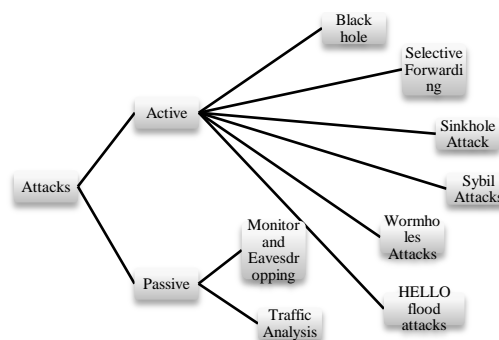 Black
hole
Selective
Forwardi
ng
Active
Sinkhole
Attack
Attacks
Sybil
Attacks
Wormho
les
Attacks
Monitor
and
Eavesdr
opping
Passive
HELLO
flood
attacks
Traffic
Analysis